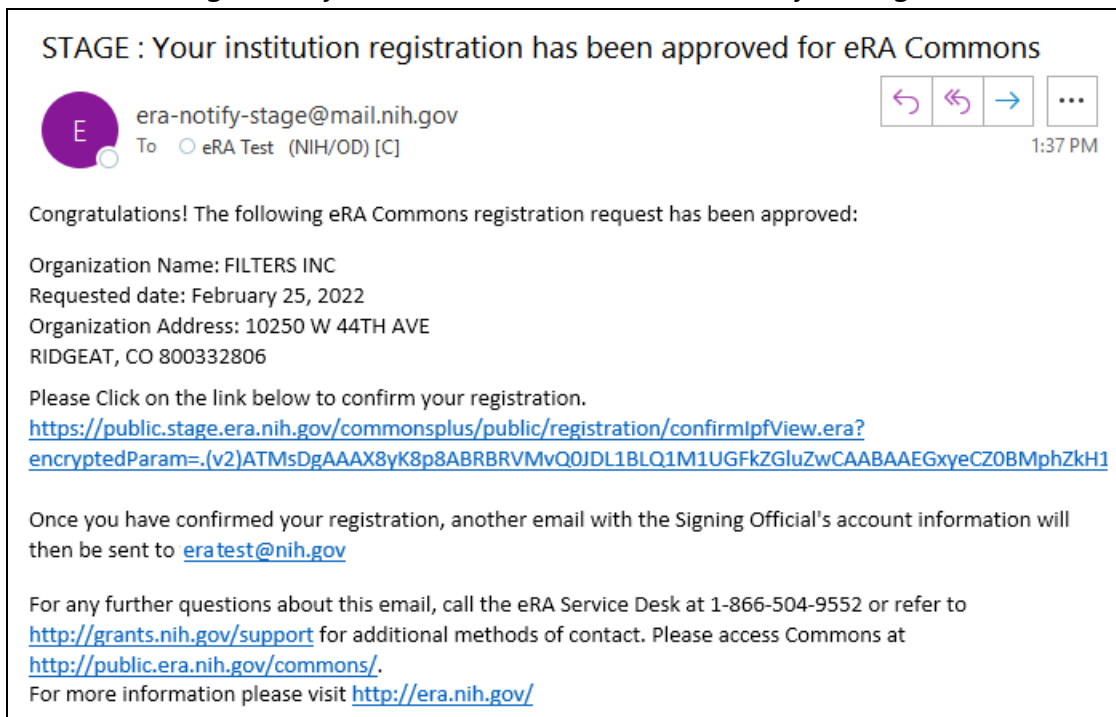 STAGE : Your institution registration has been approved for eRA Commons
E
era-notify-stage@mail.nih.gov
To eRA Test (NIH/OD) [C]
1:37 PM
Congratulations! The following eRA Commons registration request has been approved:
Organization Name: FILTERS INC
Requested date: February 25, 2022
Organization Address: 10250 W 44TH AVE
RIDGEAT, CO 800332806
Please Click on the link below to confirm your registration.
https://public.stage.era.nih.gov/commonsplus/public/registration/confirmIpfView.era?
encryptedParam=.(v2)ATMsDgAAAX8yK8p8ABRBRVMvQ0JDL1BLQ1M1UGFkZGluZwCAABAAEGxyeCZ0BMphZkH1
Once you have confirmed your registration, another email with the Signing Official's account information will
then be sent to eratest@nih.gov
For any further questions about this email, call the eRA Service Desk at 1-866-504-9552 or refer to
http://grants.nih.gov/support for additional methods of contact. Please access Commons at
http://public.era.nih.gov/commons/.
For more information please visit http://era.nih.gov/